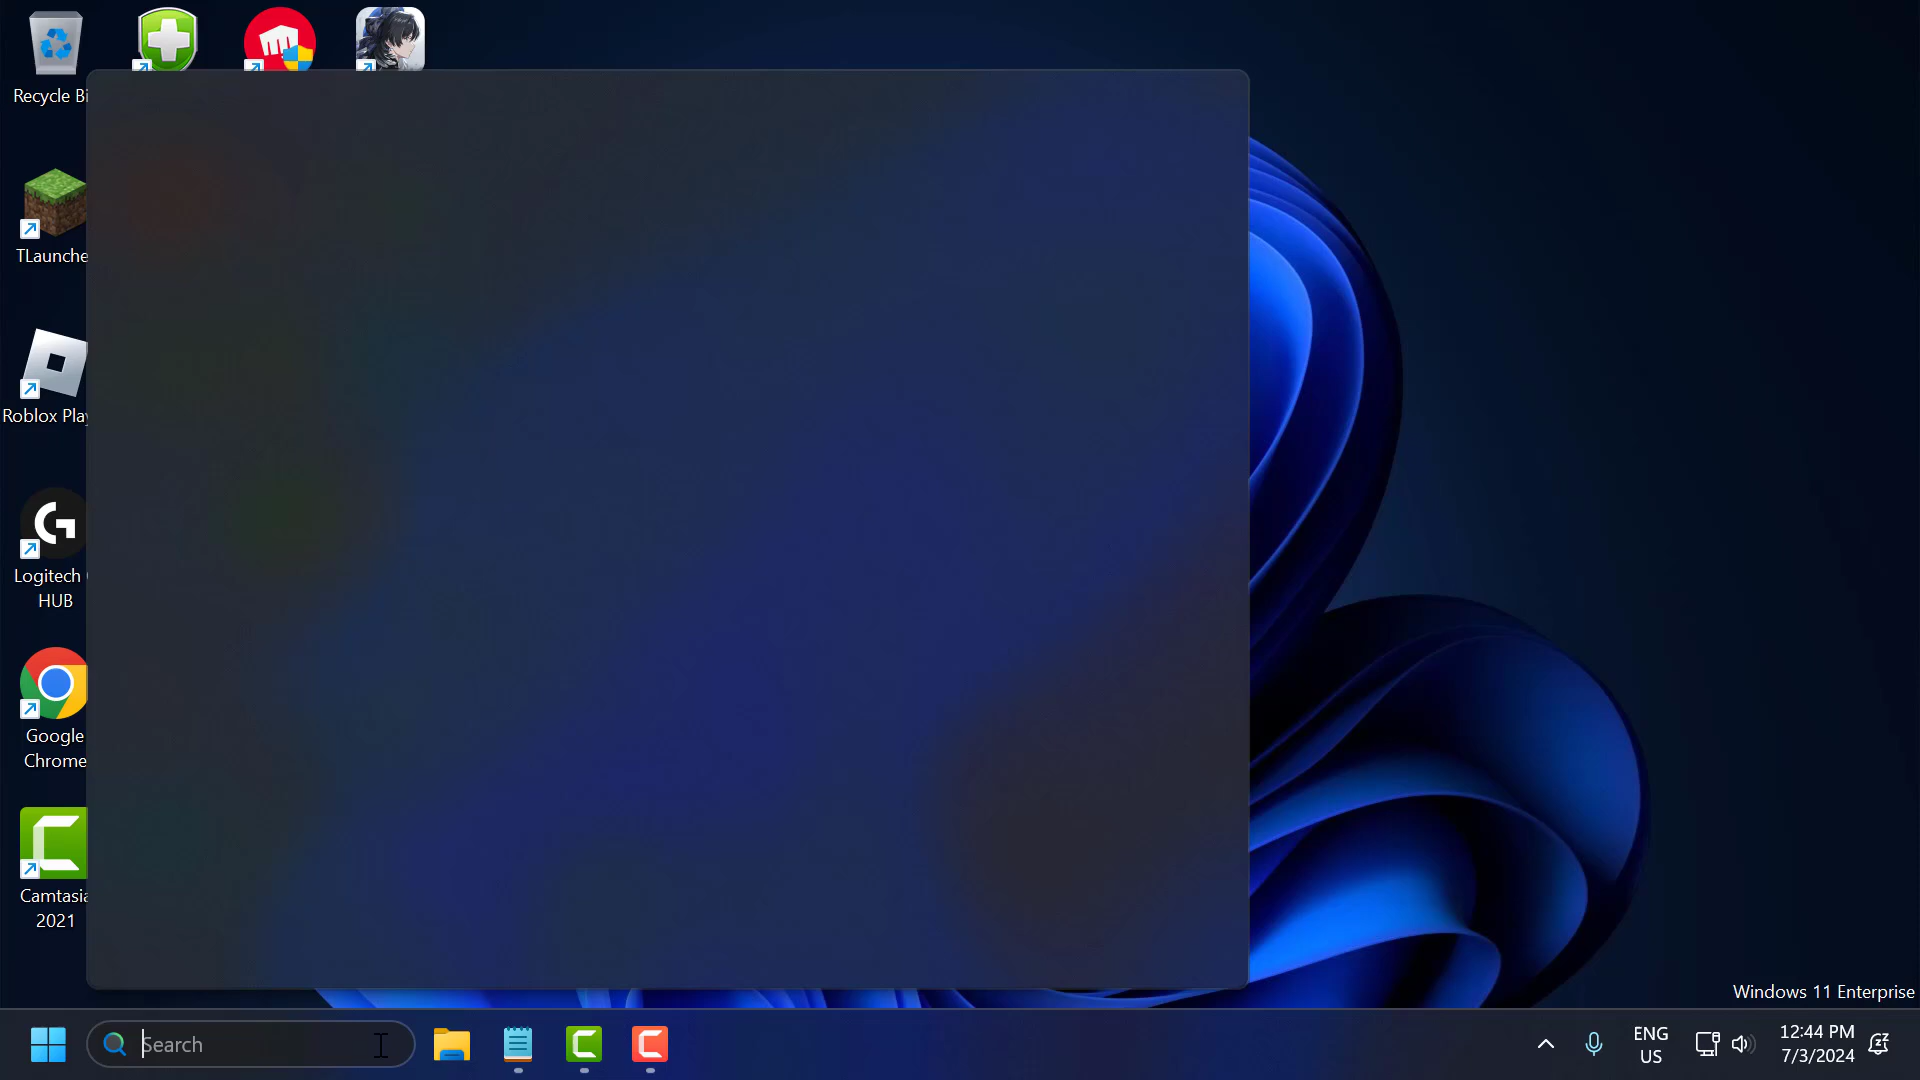 Recycle Bi
TLaunche
Roblox Play
Logitech G
HUB
Google
Chrome
Camtasia
2021
Windows 11 Enterprise
Search
ENG
US
12:44 PM
7/3/2024